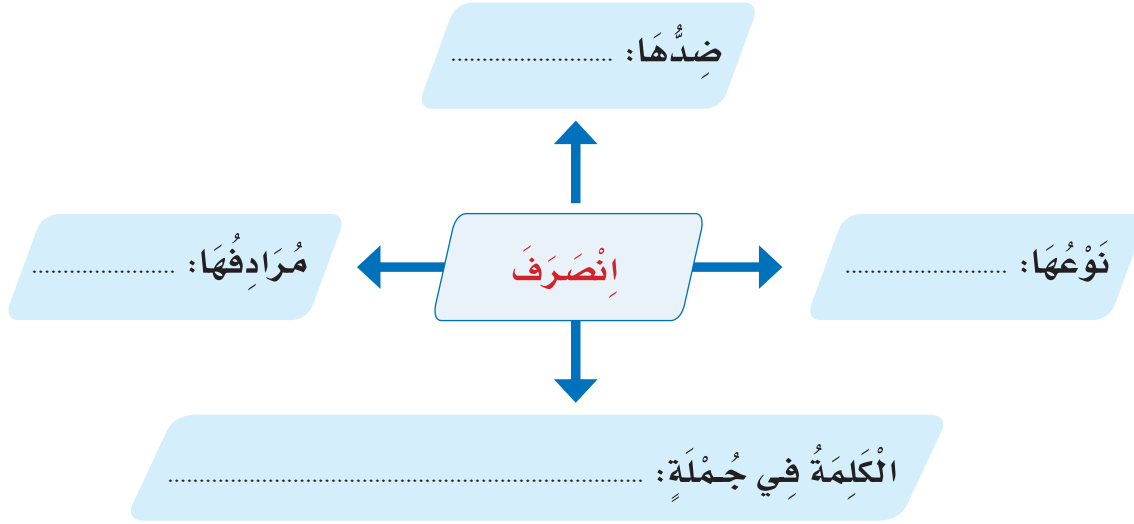 ضِدُّهَا: ..........................
نَوْعُهَا: ..........................
اِنْصَرَفَ
مُرَادِفُهَا: .......................
الْكَلِمَةُ فِي جُمْلَةٍ: ...........................................................................